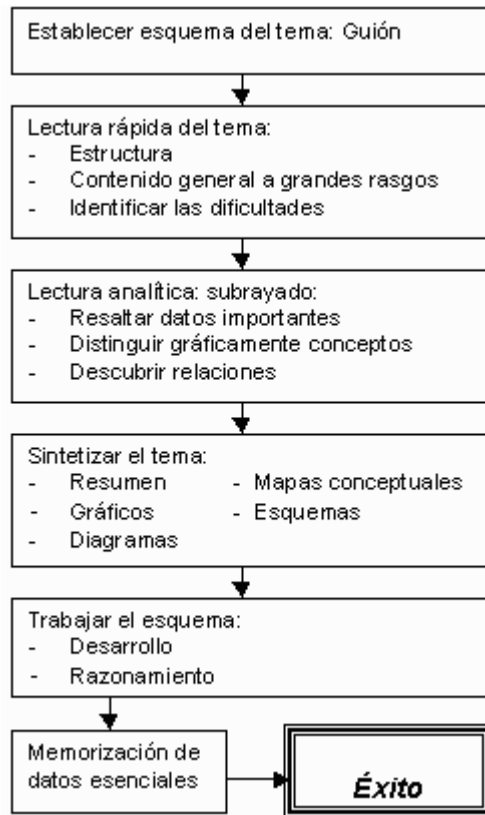 Establecer esquema del tema: Guión
Lectura rápida del tema:
- Estructura
- Contenido general a grandes rasgos
- Identificar las dificultades
Lectura analítica: subrayado:
- Resaltar datos importantes
- Distinguir gráficamente conceptos
- Descubrir relaciones
Sintetizar el tema:
- Resumen - Mapas conceptuales
- Gráficos - Esquemas
- Diagramas
Trabajar el esquema:
- Desarrollo
- Razonamiento
Memorización de
datos esenciales
Éxito